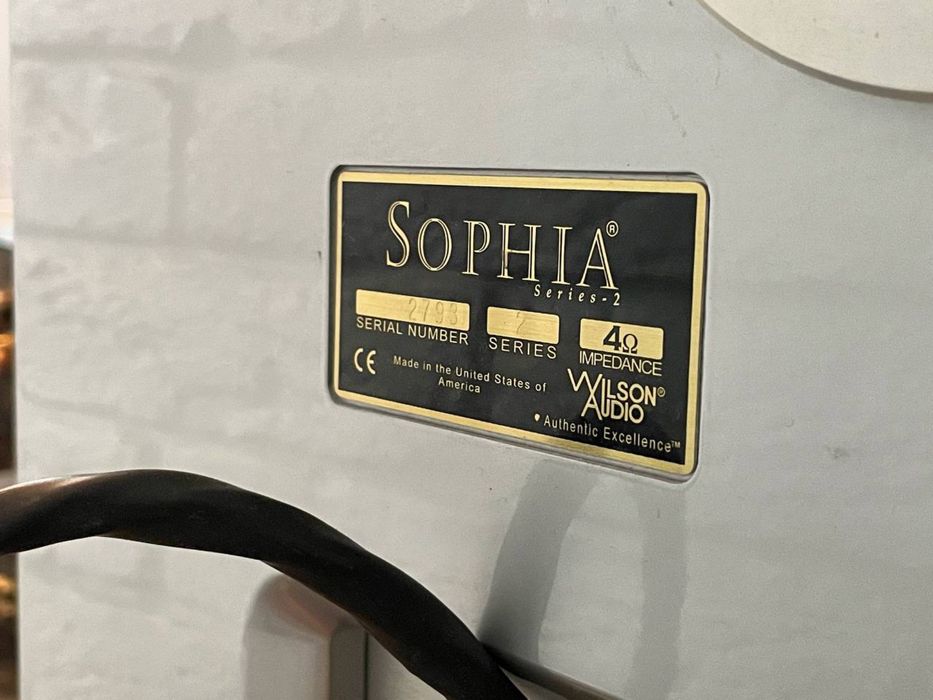 SOPHIA®
Series-2
2793 2 4Ω
SERIAL NUMBER SERIES IMPEDANCE
CE Made in the United States of
America
WILSON®
AUDIO
Authentic Excellence™